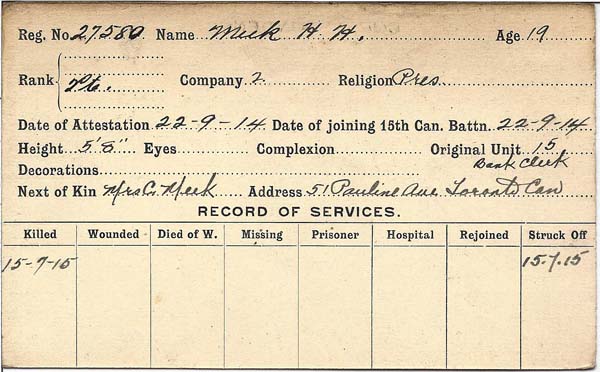 Reg. No. 27580 Name Meek H H. Age 19
Rank Pte. Company 2 Religion Pres
Date of Attestation 22-9-14 Date of joining 15th Can. Battn. 22-9-14
Height 5'8" Eyes Complexion Original Unit 15
Decorations Bank Clerk
Next of Kin Mrs C. Meek Address 51 Pauline Ave Toronto Can
RECORD OF SERVICES.
Killed Wounded Died of W. Missing Prisoner Hospital Rejoined Struck Off
15-7-15 15.7.15